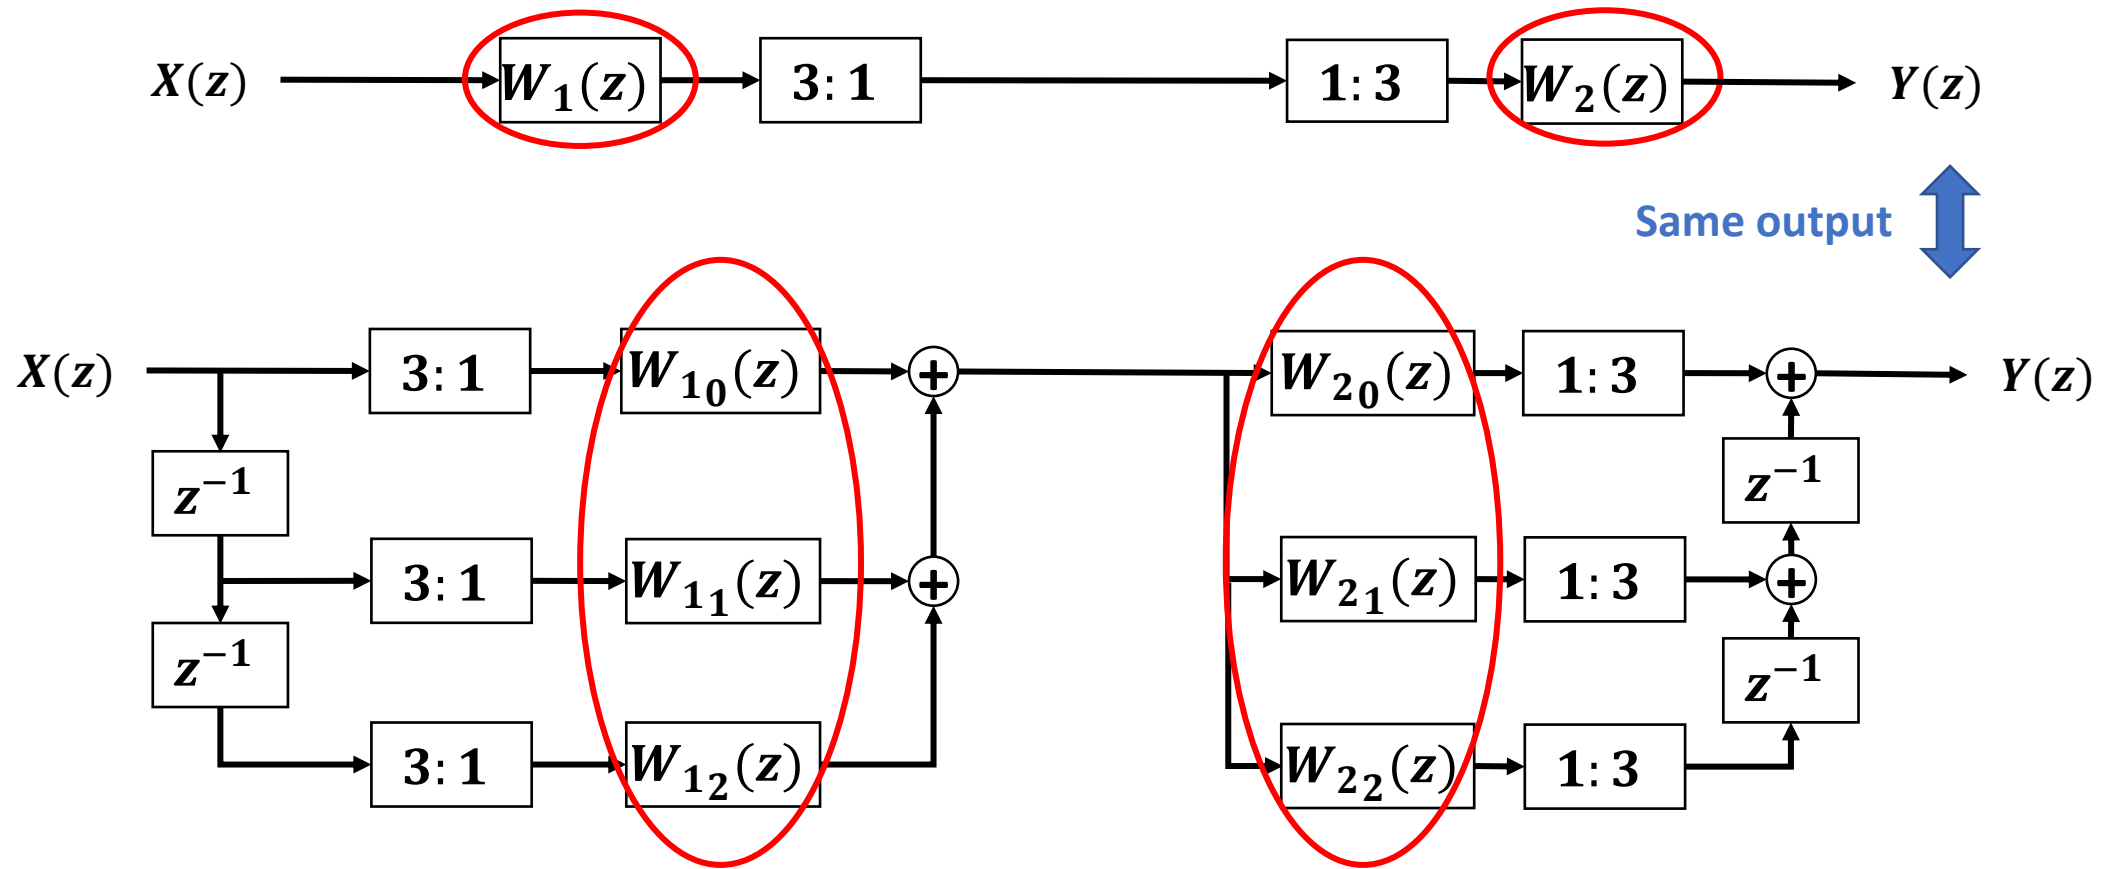 X(z) W₁(z) 3:1 1:3 W₂(z) Y(z)
Same output
X(z) 3:1 W₁₀(z) + W₂₀(z) 1:3 + Y(z)
z⁻¹ z⁻¹
3:1 W₁₁(z) + W₂₁(z) 1:3 +
z⁻¹ z⁻¹
3:1 W₁₂(z) W₂₂(z) 1:3